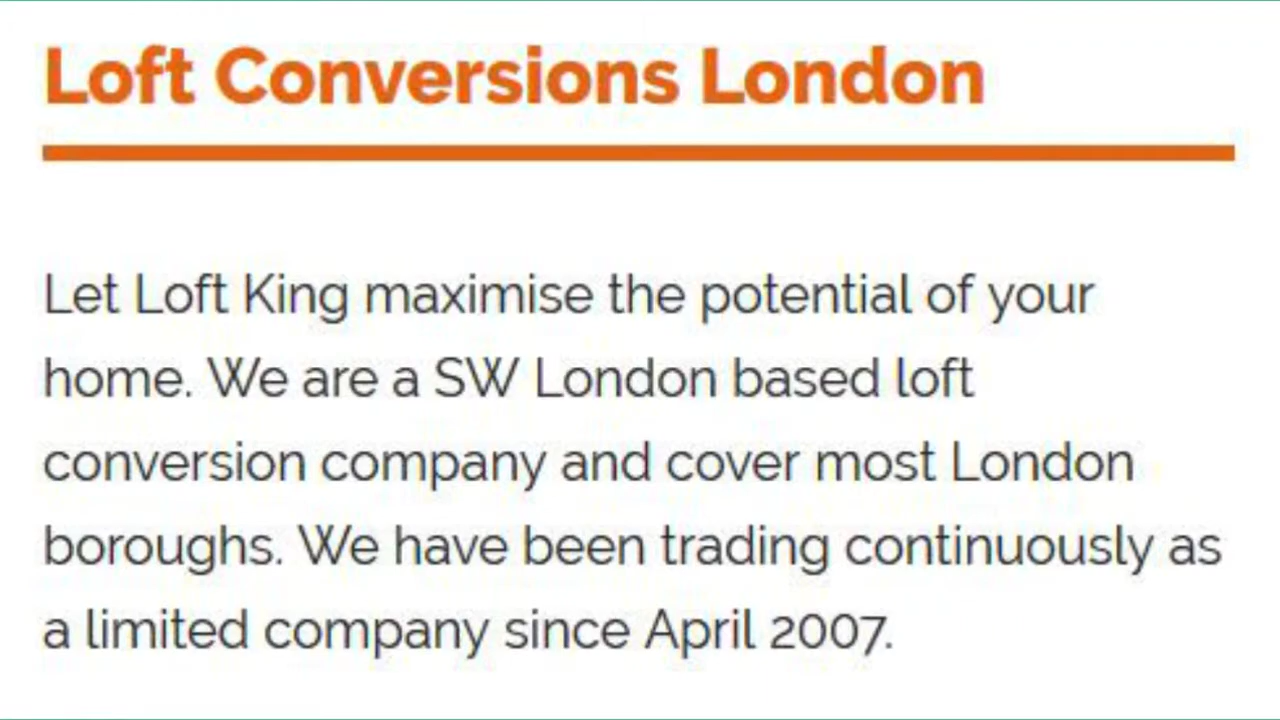 Loft Conversions London
Let Loft King maximise the potential of your
home. We are a SW London based loft
conversion company and cover most London
boroughs. We have been trading continuously as
a limited company since April 2007.